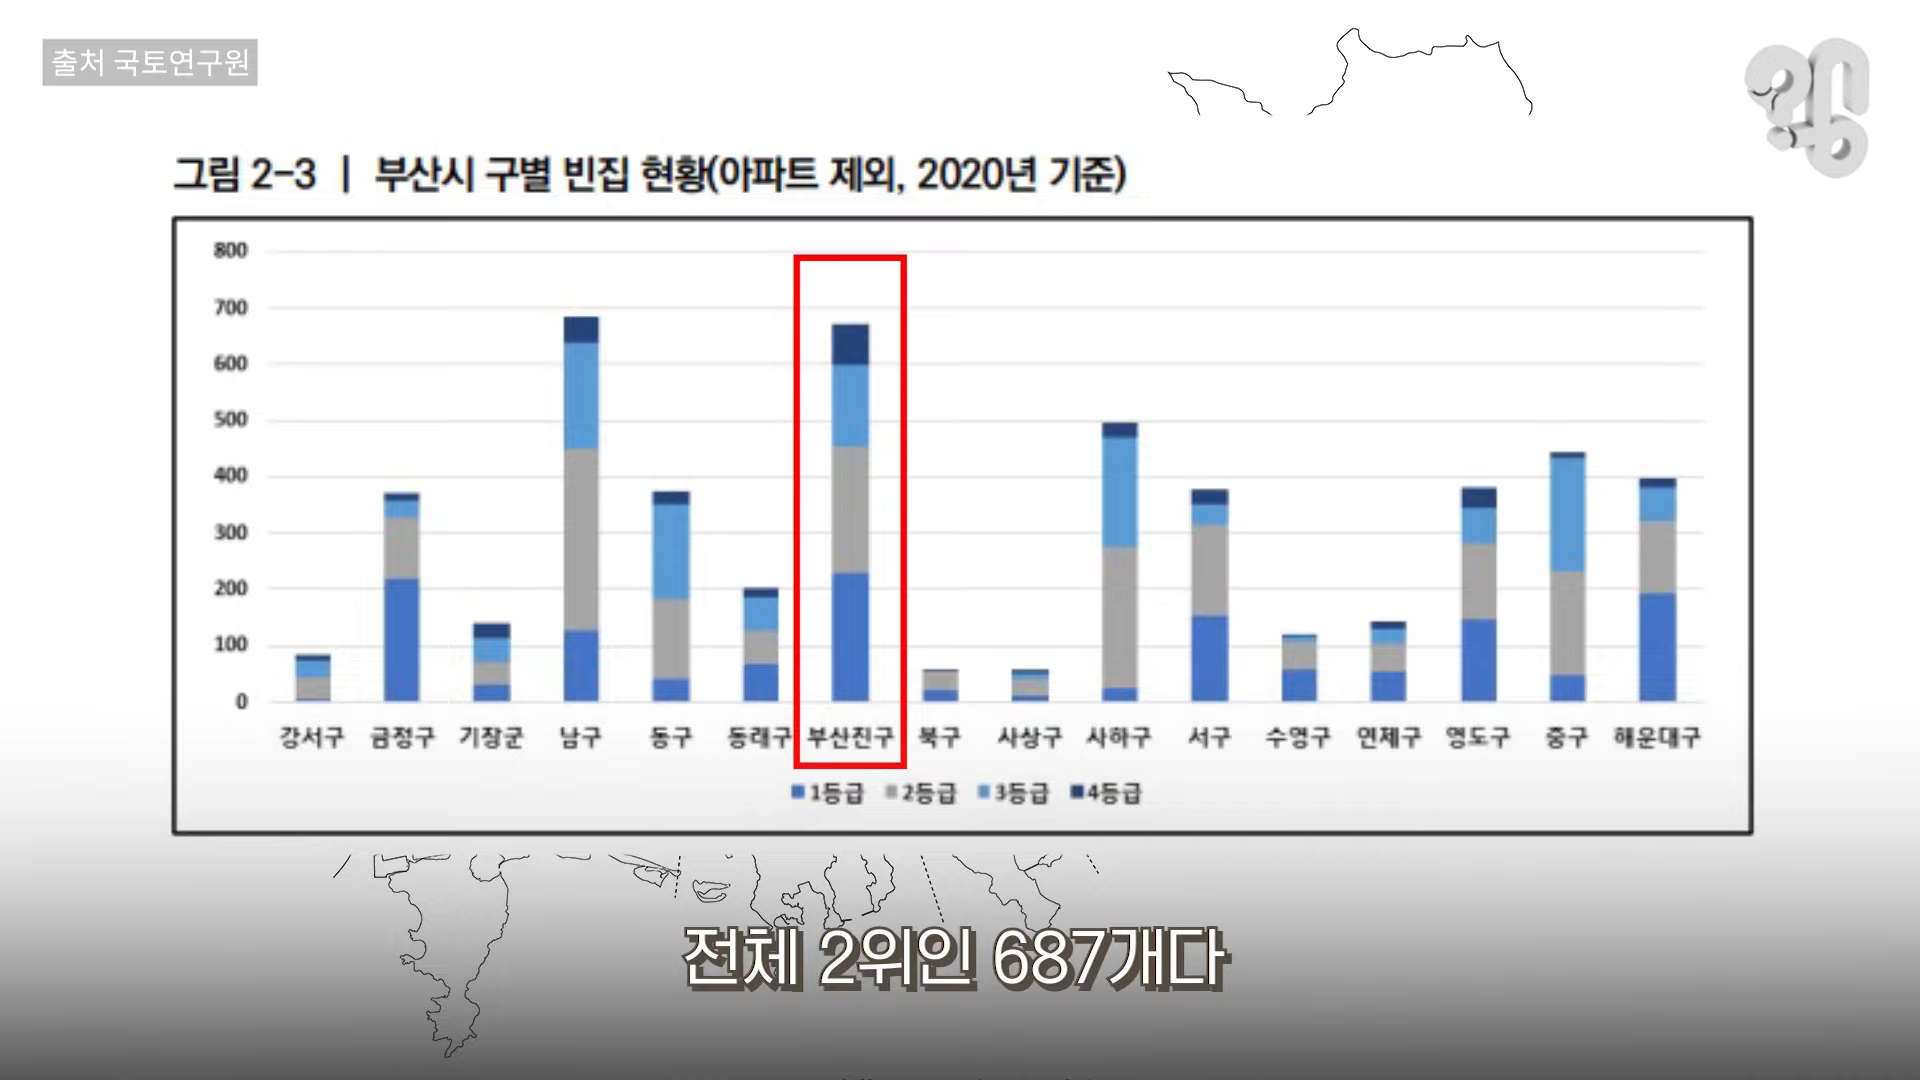 출처 국토연구원
그림 2-3 | 부산시 구별 빈집 현황(아파트 제외, 2020년 기준)
800
700
600
500
400
300
200
100
0
강서구 금정구 기장군 남구 동구 동래구 부산진구 북구 사상구 사하구 서구 수영구 연제구 영도구 중구 해운대구
1등급 2등급 3등급 4등급
전체 2위인 687개다